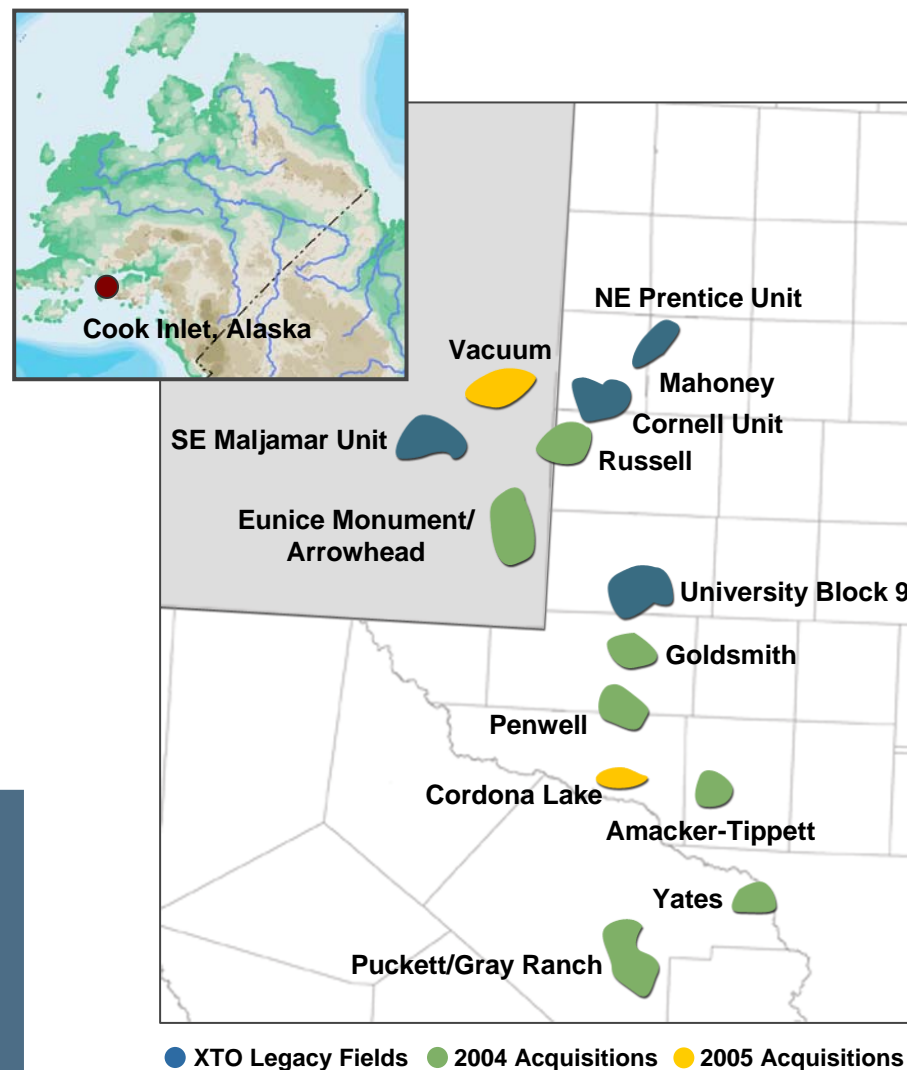 Cook Inlet, Alaska
NE Prentice Unit
Vacuum
Mahoney
Cornell Unit
SE Maljamar Unit
Russell
Eunice Monument/
Arrowhead
University Block 9
Goldsmith
Penwell
Cordona Lake
Amacker-Tippett
Yates
Puckett/Gray Ranch
XTO Legacy Fields
2004 Acquisitions
2005 Acquisitions